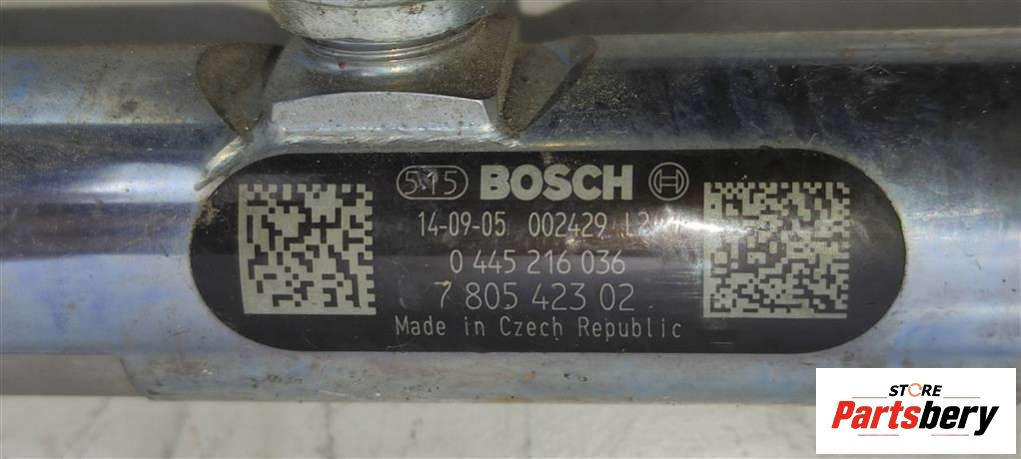 515 BOSCH
14-09-05 002429
0 445 216 036
7 805 423 02
Made in Czech Republic
STORE
Partsbery